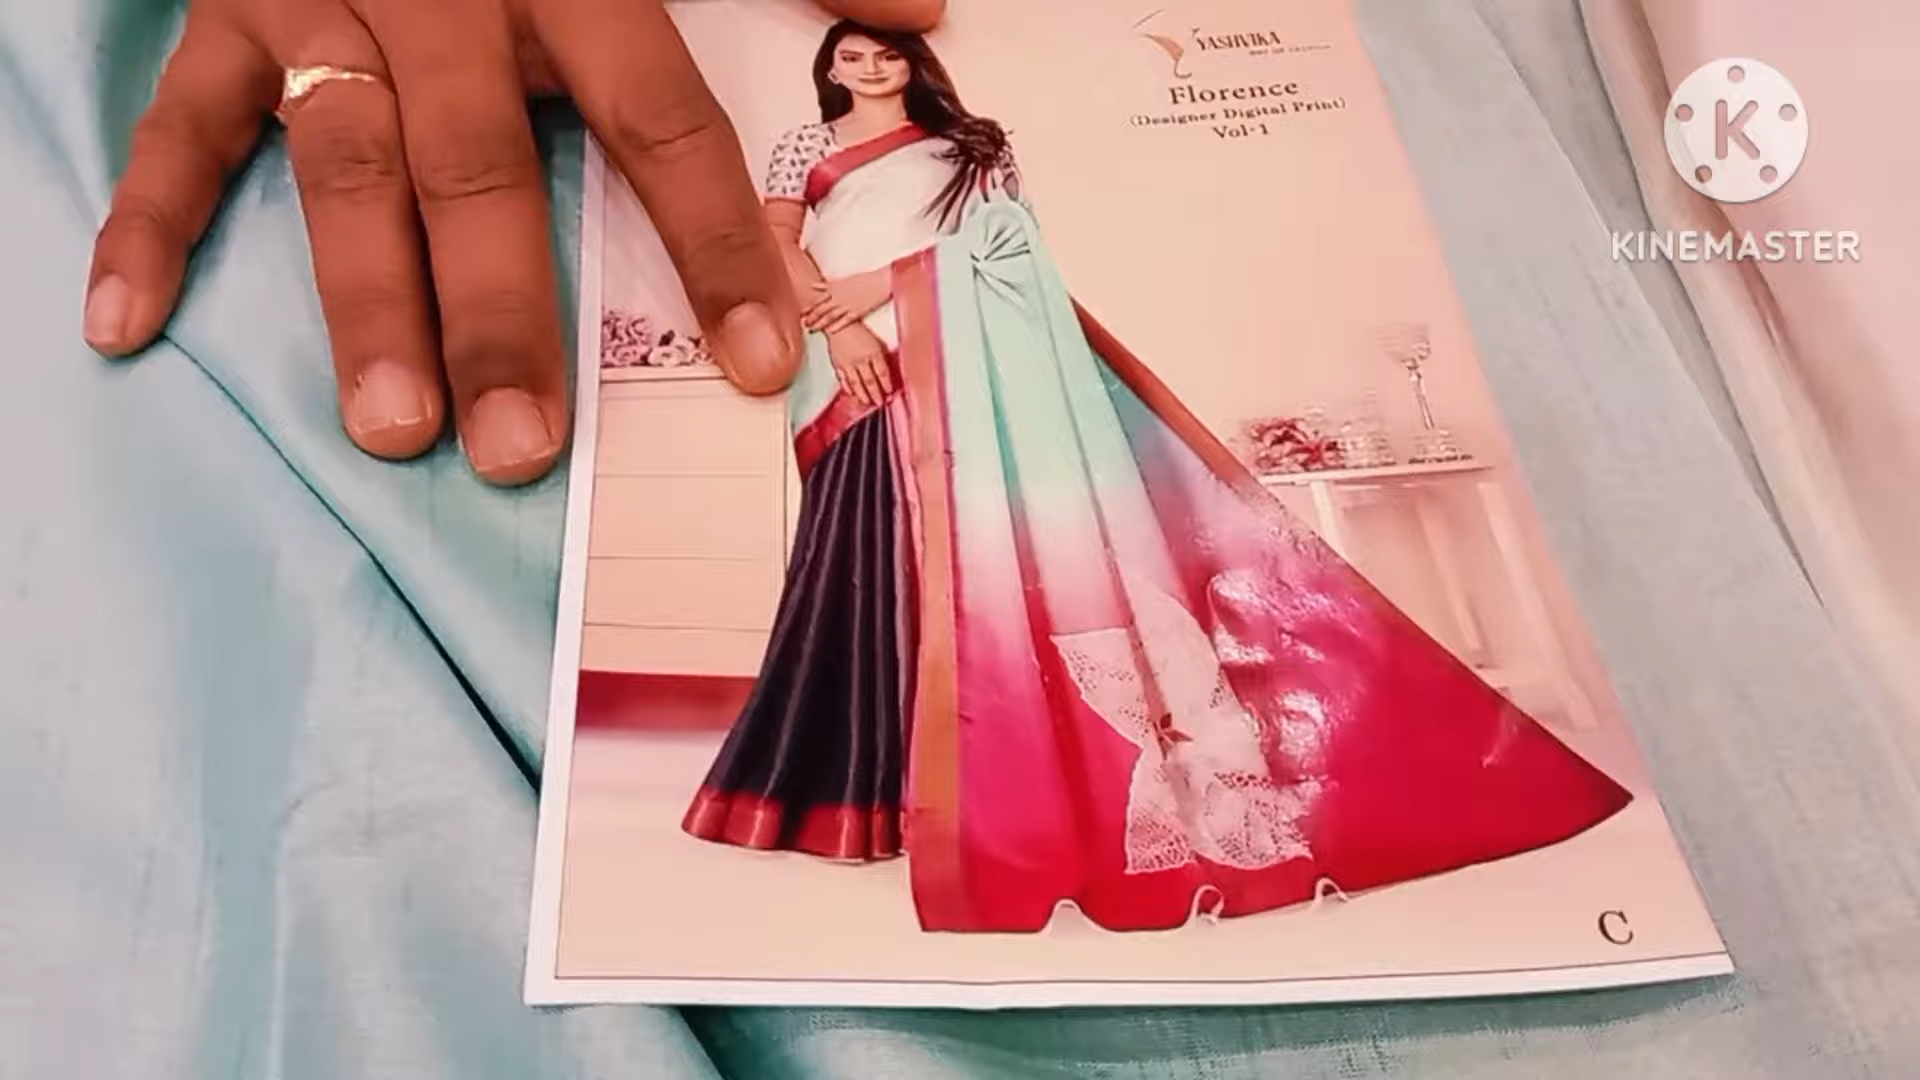 YASHVIKA
Florence
(Designer Digital Print)
Vol-1
K
KINEMASTER
C